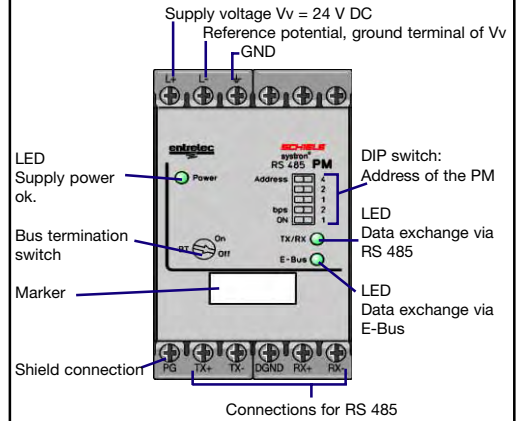 Supply voltage Vv = 24 V DC
Reference potential, ground terminal of Vv
GND
L+ L-
entrelec
SCHIELE
systron®
RS 485 PM
LED
Supply power
ok.
Power
Address 4
2
1
bps 2
ON 1
DIP switch:
Address of the PM
TX/RX
LED
Data exchange via
RS 485
Bus termination
switch
BT On
Off
E-Bus
Marker
LED
Data exchange via
E-Bus
Shield connection
PG TX+ TX- DGND RX+ RX-
Connections for RS 485